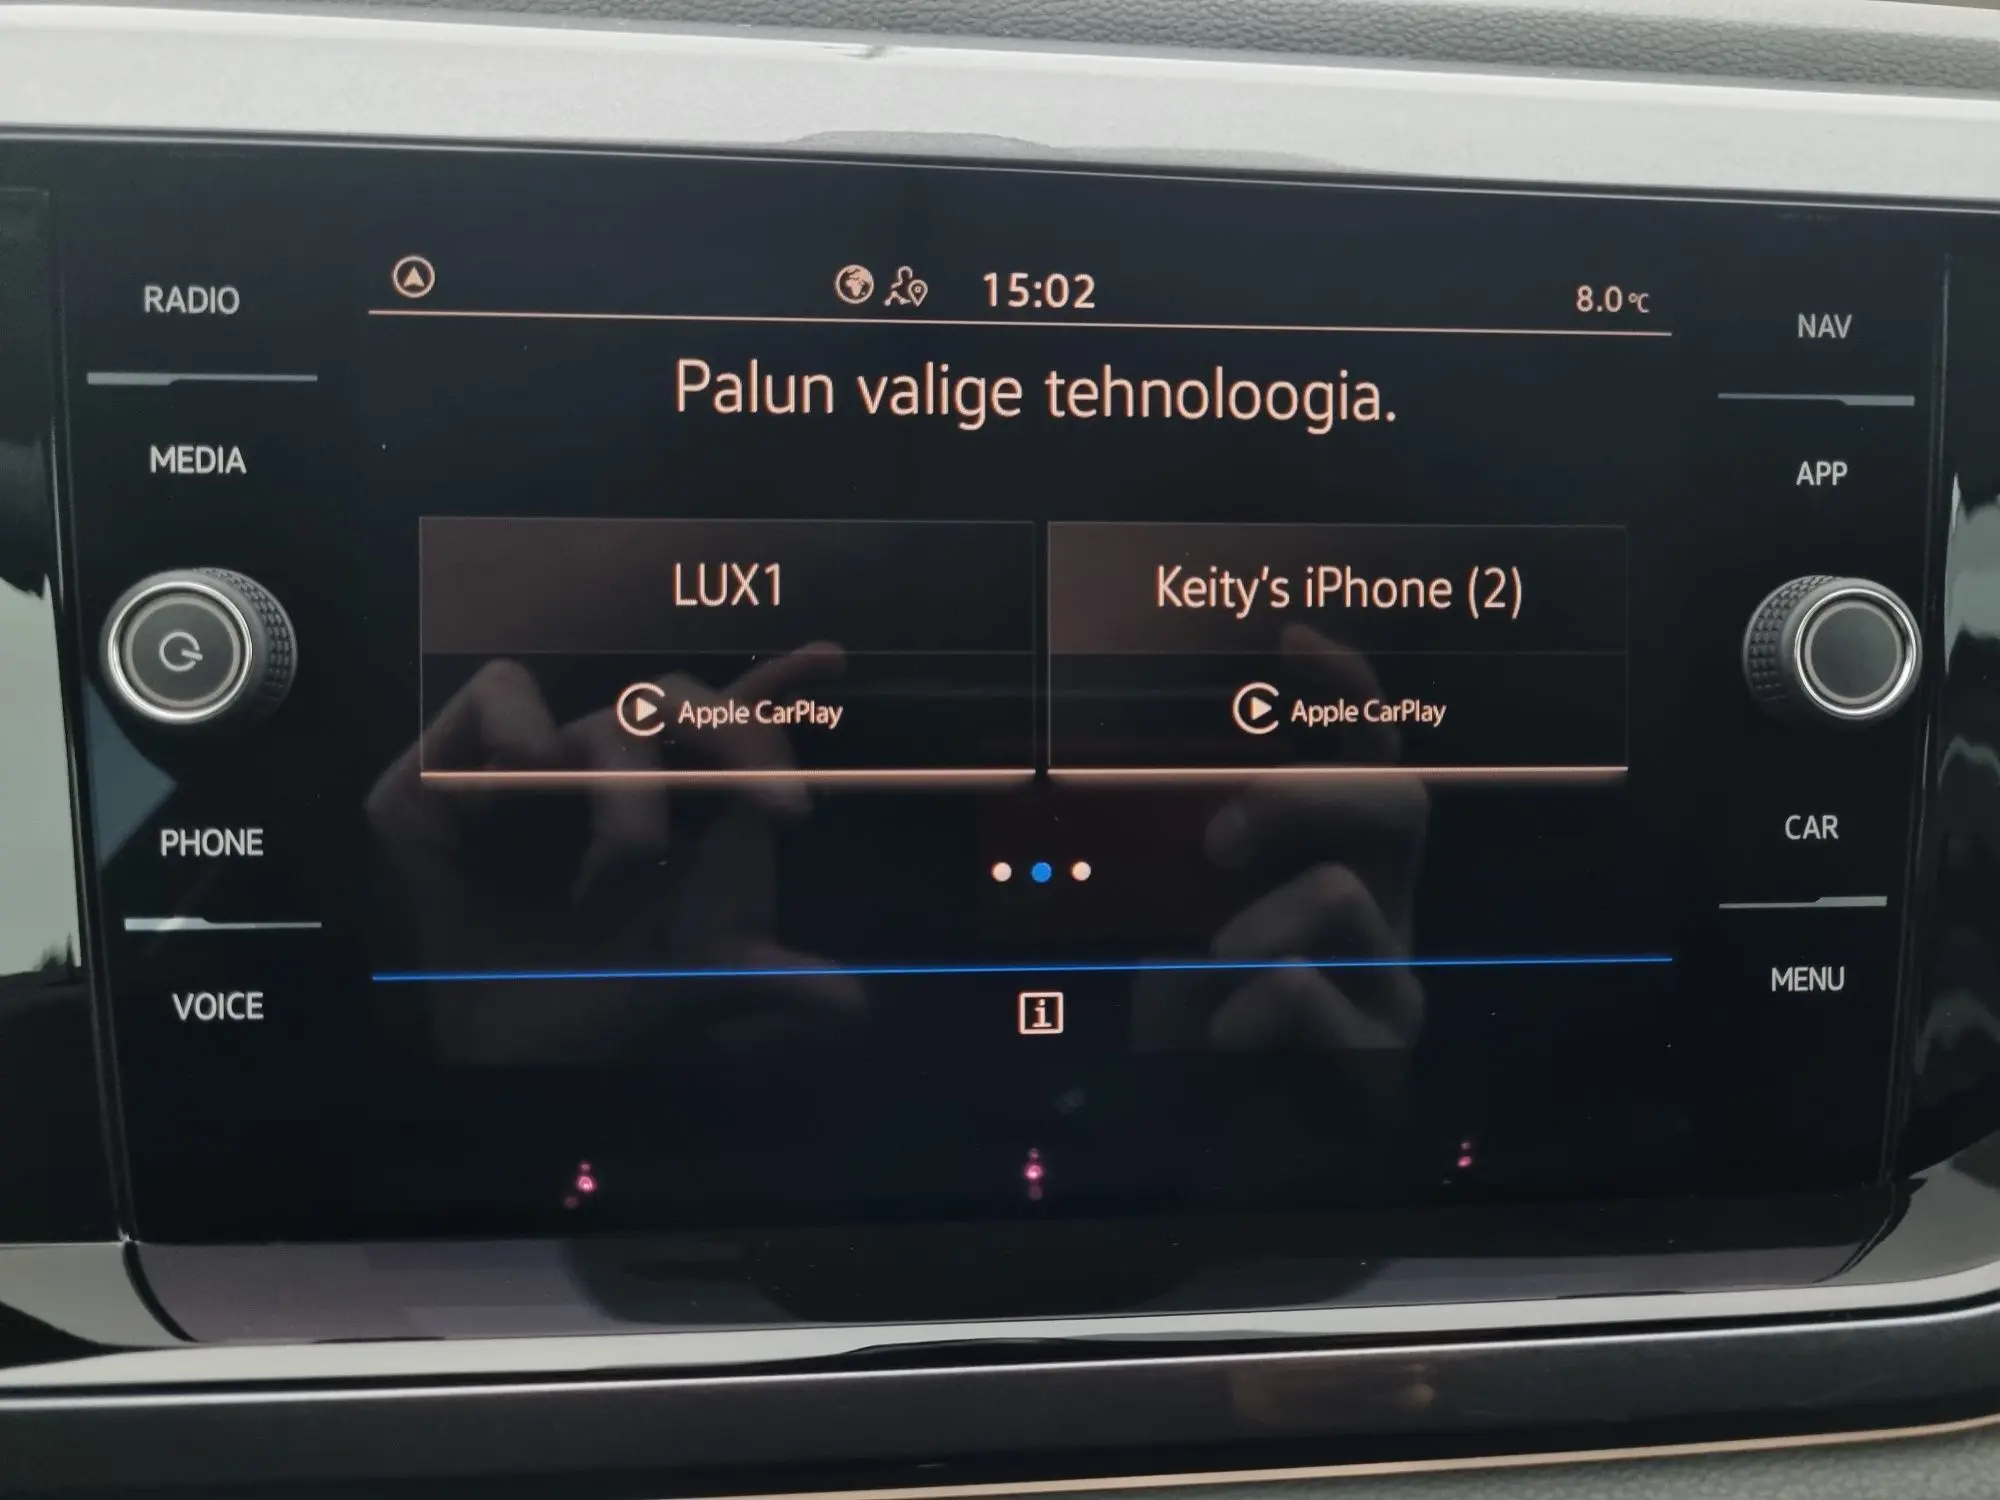 RADIO
MEDIA
PHONE
VOICE
15:02
8.0°C
Palun valige tehnoloogia.
LUX1
Apple CarPlay
Keity's iPhone (2)
Apple CarPlay
i
NAV
APP
CAR
MENU